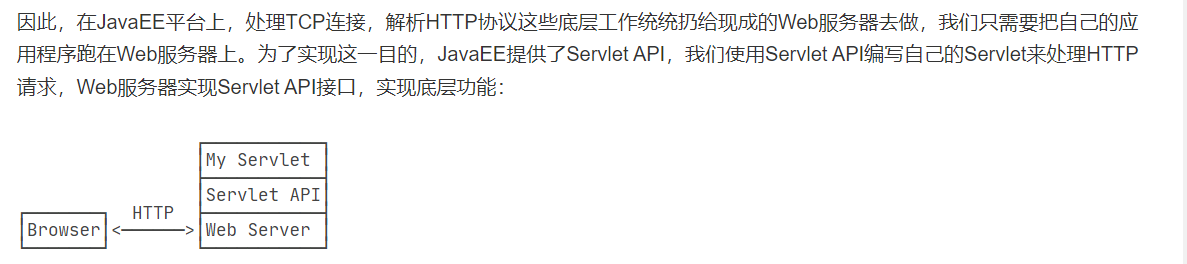 因此，在JavaEE平台上，处理TCP连接，解析HTTP协议这些底层工作统统扔给现成的Web服务器去做，我们只需要把自己的应
用程序跑在Web服务器上。为了实现这一目的，JavaEE提供了Servlet API，我们使用Servlet API编写自己的Servlet来处理HTTP
请求，Web服务器实现Servlet API接口，实现底层功能：
My Servlet
Servlet API
HTTP
Browser
Web Server